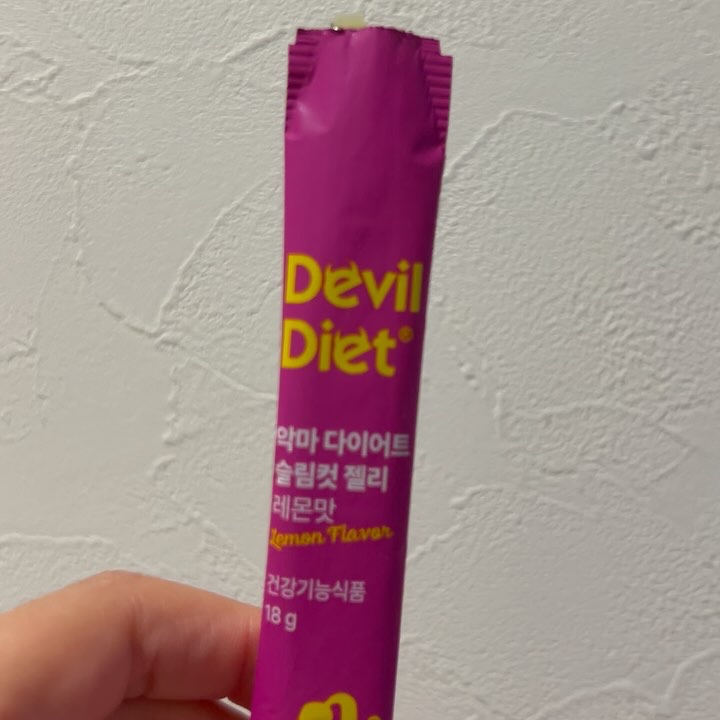 Devil
Diet®
악마 다이어트
슬림컷 젤리
레몬맛
Lemon Flavor
건강기능식품
18 g